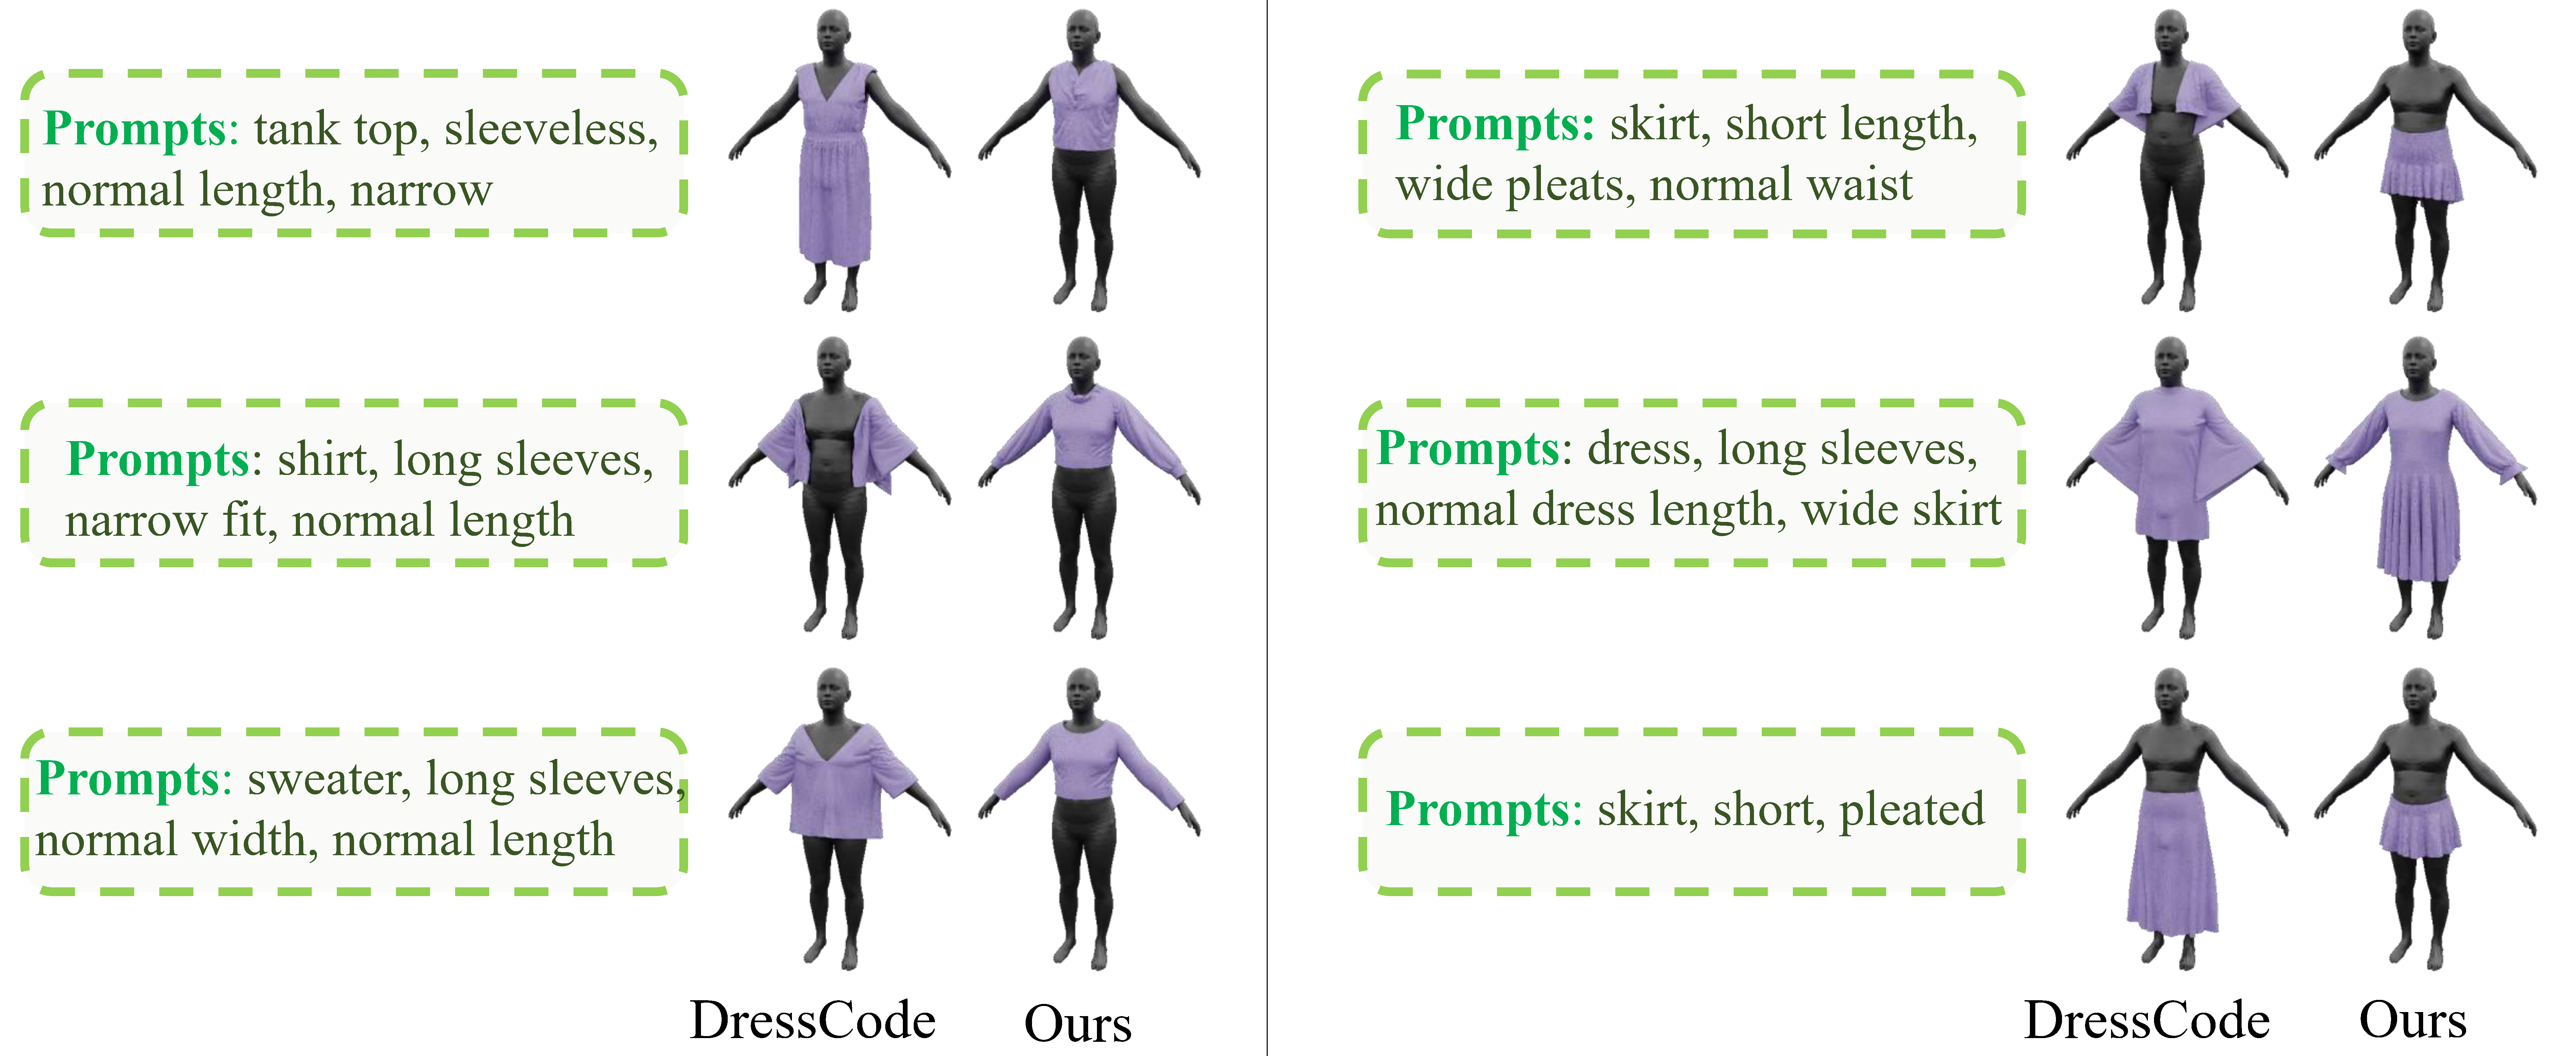 Prompts: tank top, sleeveless,
normal length, narrow
Prompts: shirt, long sleeves,
narrow fit, normal length
Prompts: sweater, long sleeves,
normal width, normal length
DressCode
Ours
Prompts: skirt, short length,
wide pleats, normal waist
Prompts: dress, long sleeves,
normal dress length, wide skirt
Prompts: skirt, short, pleated
DressCode
Ours